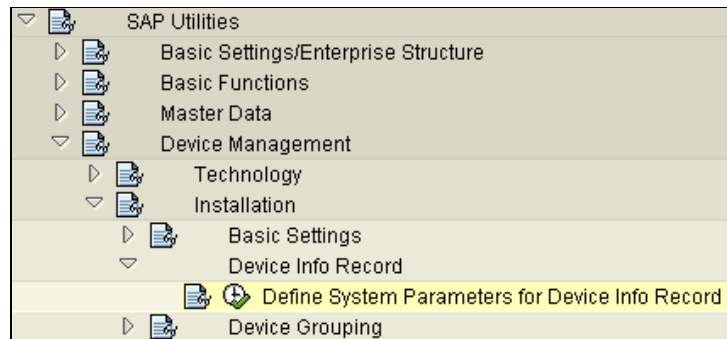 SAP Utilities
Basic Settings/Enterprise Structure
Basic Functions
Master Data
Device Management
Technology
Installation
Basic Settings
Device Info Record
Define System Parameters for Device Info Record
Device Grouping